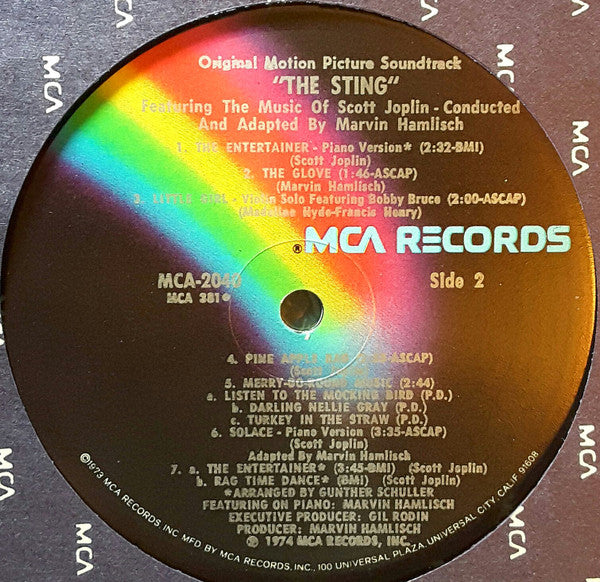 Original Motion Picture Soundtrack
"THE STING"
Featuring The Music Of Scott Joplin - Conducted
And Adapted By Marvin Hamlisch
1. THE ENTERTAINER - Piano Version* (2:32-BMI)
(Scott Joplin)
2. THE GLOVE (1:46-ASCAP)
(Marvin Hamlisch)
3. LITTLE GIRL - Violin Solo Featuring Bobby Bruce (2:00-ASCAP)
(Madeline Hyde-Francis Henry)
® MCA RECORDS
MCA-2040
MCA 381*
Side 2
4. PINE APPLE RAG ASCAP)
(Scott Joplin)
5. MERRY-GO-ROUND MUSIC (2:44)
a. LISTEN TO THE MOCKING BIRD (P.D.)
b. DARLING NELLIE GRAY (P.D.)
c. TURKEY IN THE STRAW (P.D.)
6. SOLACE - Piano Version (3:35-ASCAP)
(Scott Joplin)
Adapted By Marvin Hamlisch
7. a. THE ENTERTAINER* (3:45-BMI) (Scott Joplin)
b. RAG TIME DANCE* (BMI) (Scott Joplin)
*ARRANGED BY GUNTHER SCHULLER
FEATURING ON PIANO: MARVIN HAMLISCH
EXECUTIVE PRODUCER: GIL RODIN
PRODUCER: MARVIN HAMLISCH
℗ 1974 MCA RECORDS, INC.
©1973 MCA RECORDS INC MFD BY MCA RECORDS INC., 100 UNIVERSAL PLAZA, UNIVERSAL CITY, CALIF 91608
MCA
MCA
MCA
MCA
MCA
MCA
MCA